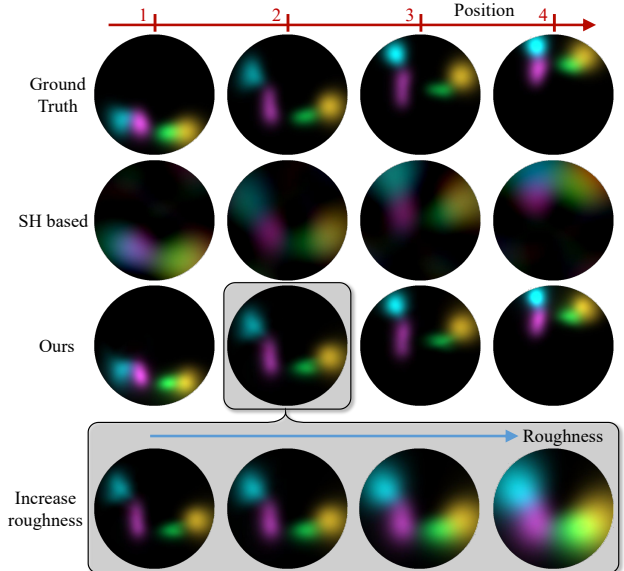 Position
1 2 3 4
Ground
Truth
SH based
Ours
Roughness
Increase
roughness